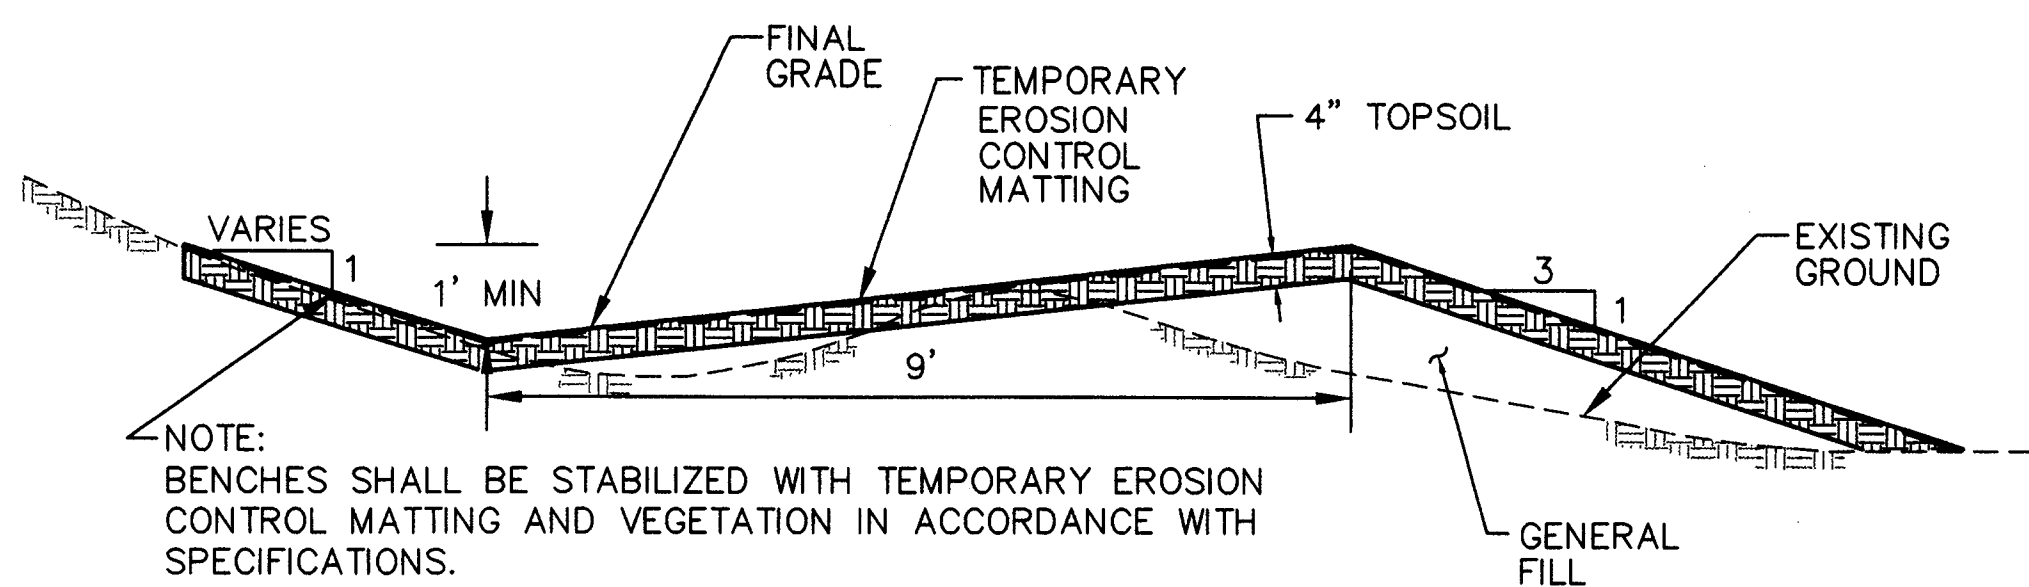 FINAL
GRADE
TEMPORARY
EROSION
CONTROL
MATTING
4" TOPSOIL
VARIES
1
1' MIN
3
1
EXISTING
GROUND
9'
NOTE:
BENCHES SHALL BE STABILIZED WITH TEMPORARY EROSION
CONTROL MATTING AND VEGETATION IN ACCORDANCE WITH
SPECIFICATIONS.
GENERAL
FILL